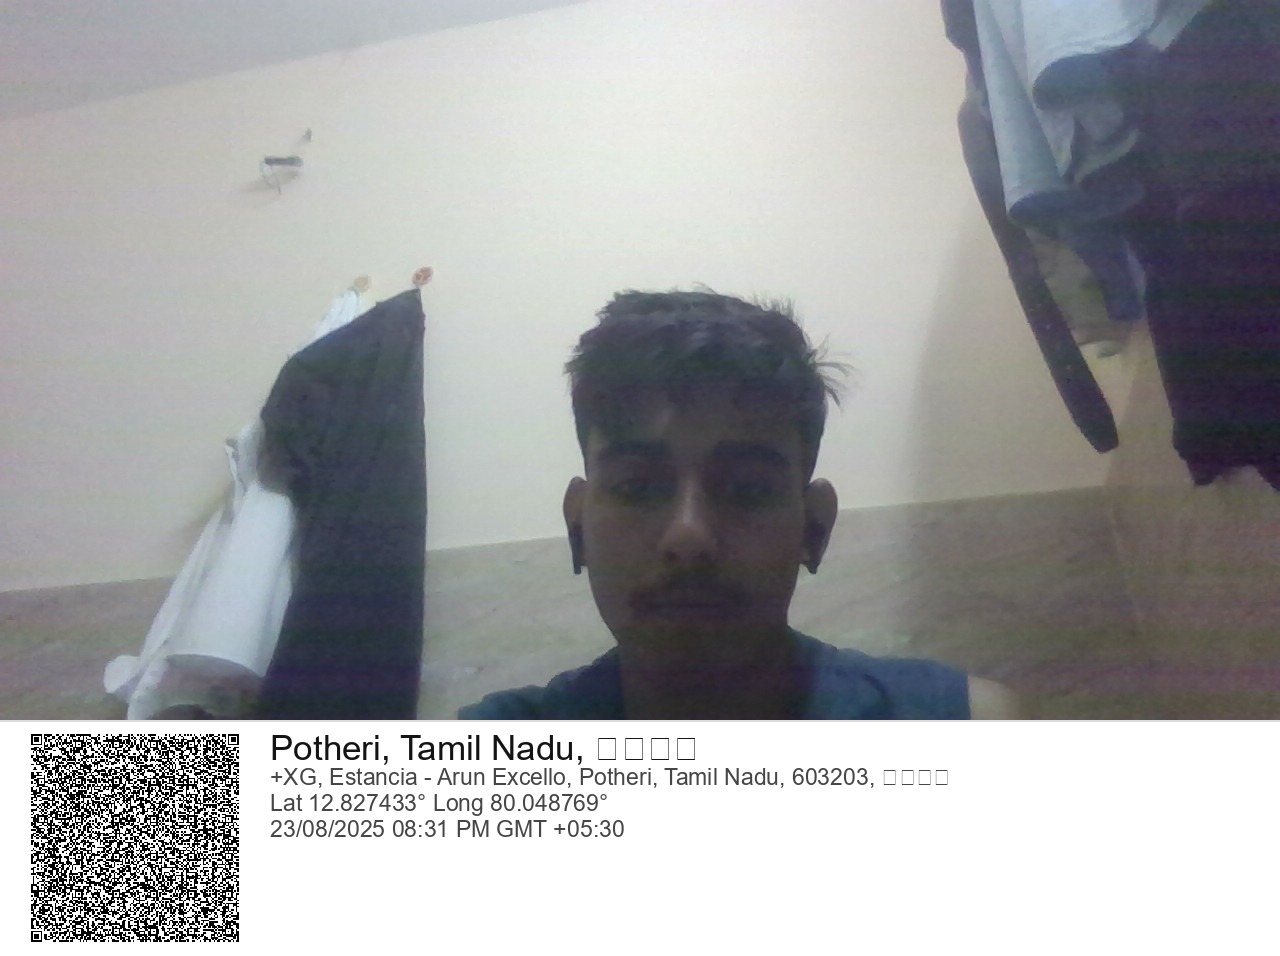 Potheri, Tamil Nadu, □□□□
+XG, Estancia - Arun Excello, Potheri, Tamil Nadu, 603203, □□□□
Lat 12.827433° Long 80.048769°
23/08/2025 08:31 PM GMT +05:30